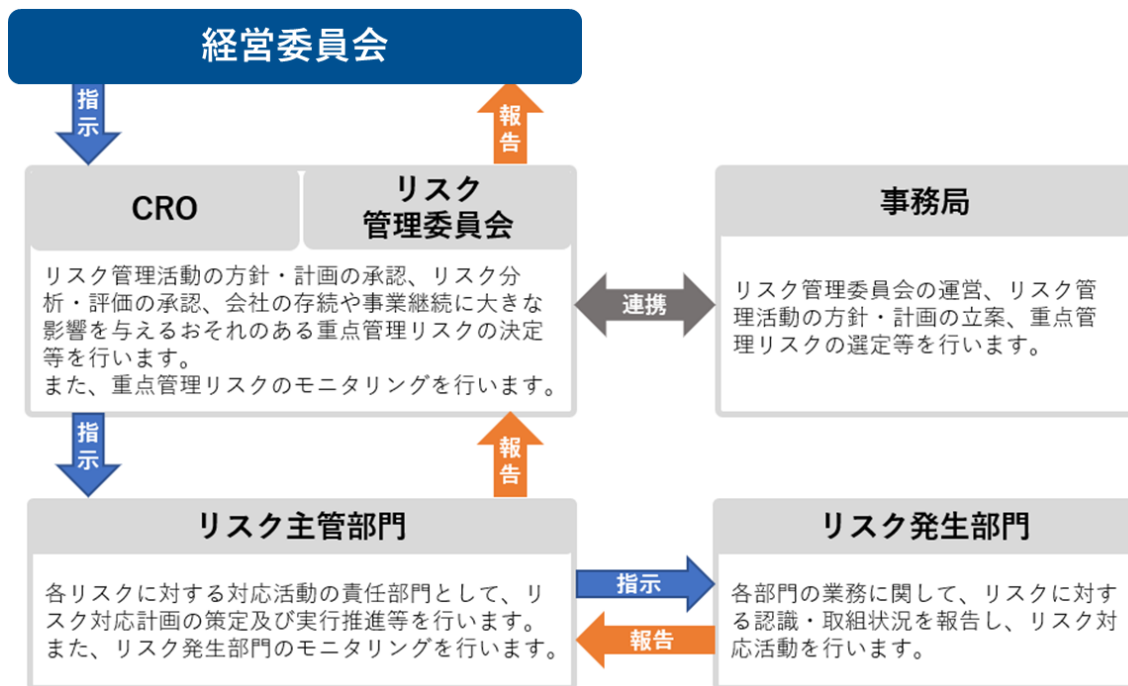 経営委員会
指示
報告
CRO
リスク
管理委員会
リスク管理活動の方針・計画の承認、リスク分
析・評価の承認、会社の存続や事業継続に大きな
影響を与えるおそれのある重点管理リスクの決定
等を行います。
また、重点管理リスクのモニタリングを行います。
連携
事務局
リスク管理委員会の運営、リスク管
理活動の方針・計画の立案、重点管
理リスクの選定等を行います。
指示
報告
リスク主管部門
各リスクに対する対応活動の責任部門として、リ
スク対応計画の策定及び実行推進等を行います。
また、リスク発生部門のモニタリングを行います。
指示
報告
リスク発生部門
各部門の業務に関して、リスクに対す
る認識・取組状況を報告し、リスク対
応活動を行います。